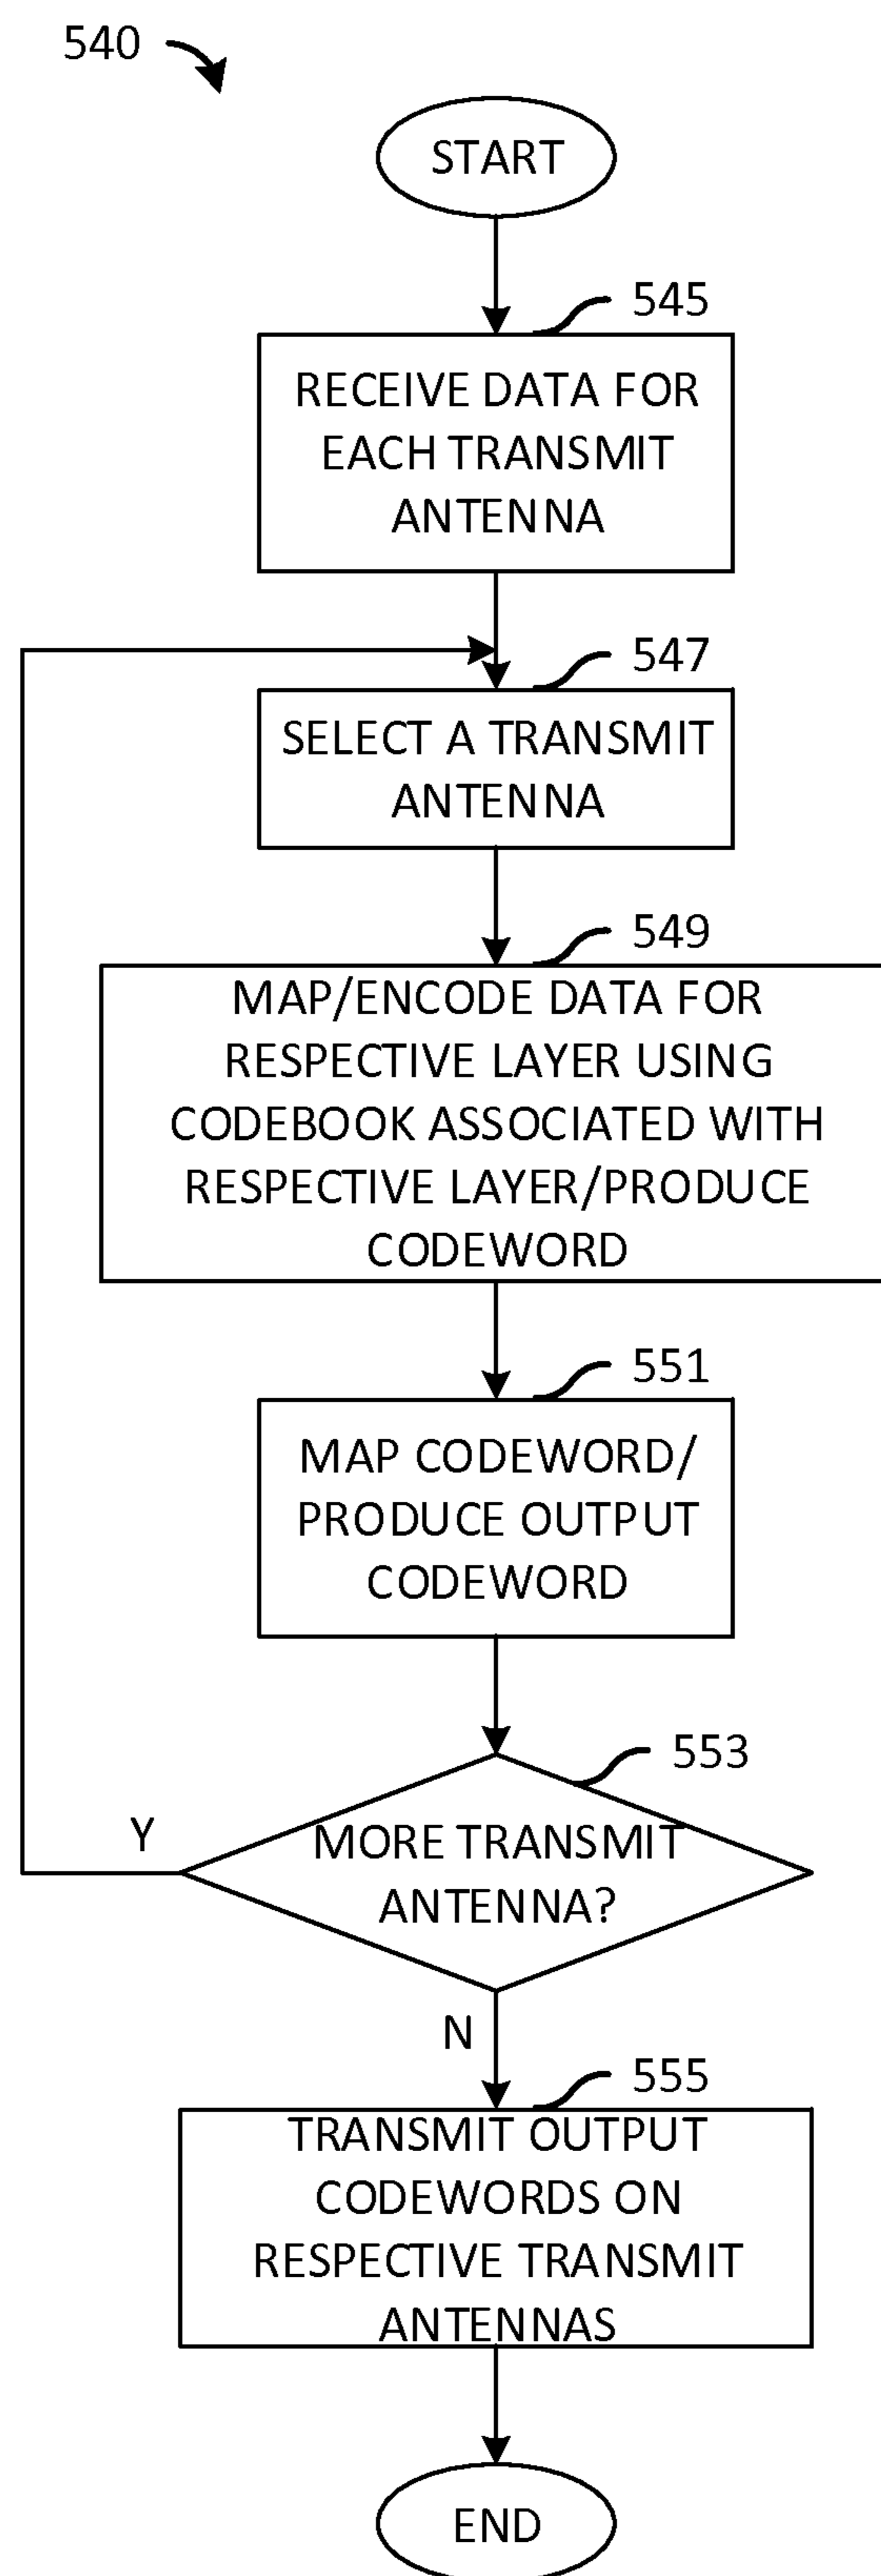 540
START
545
RECEIVE DATA FOR
EACH TRANSMIT
ANTENNA
547
SELECT A TRANSMIT
ANTENNA
549
MAP/ENCODE DATA FOR
RESPECTIVE LAYER USING
CODEBOOK ASSOCIATED WITH
RESPECTIVE LAYER/PRODUCE
CODEWORD
551
MAP CODEWORD/
PRODUCE OUTPUT
CODEWORD
553
MORE TRANSMIT
ANTENNA?
Y
N
555
TRANSMIT OUTPUT
CODEWORDS ON
RESPECTIVE TRANSMIT
ANTENNAS
END